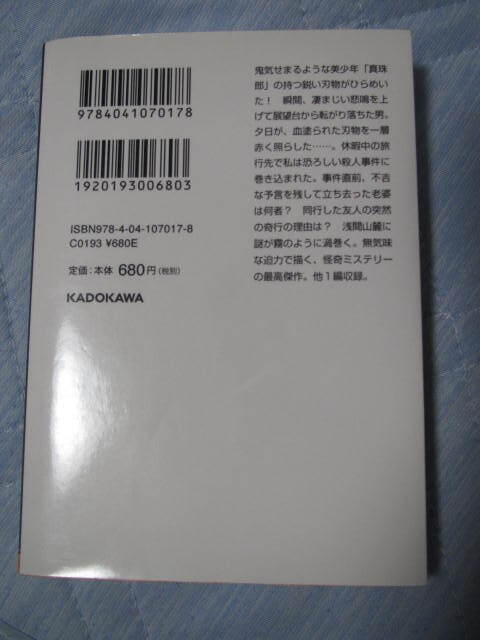 9784041070178
1920193006803
ISBN978-4-04-107017-8
C0193 ¥680E
定価：本体680円（税別）
KADOKAWA
鬼気せまるような美少年「真珠
郎」の持つ鋭い刃物がひらめい
た！　瞬間、凄まじい悲鳴を上
げて展望台から転がり落ちた男。
夕日が、血塗られた刃物を一層
赤く照らした……。休暇中の旅
行先で私は恐ろしい殺人事件に
巻き込まれた。事件直前、不吉
な予言を残して立ち去った老婆
は何者？　同行した友人の突然
の奇行の理由は？　浅間山麓に
謎が霧のように渦巻く。無気味
な迫力で描く、怪奇ミステリー
の最高傑作。他１編収録。